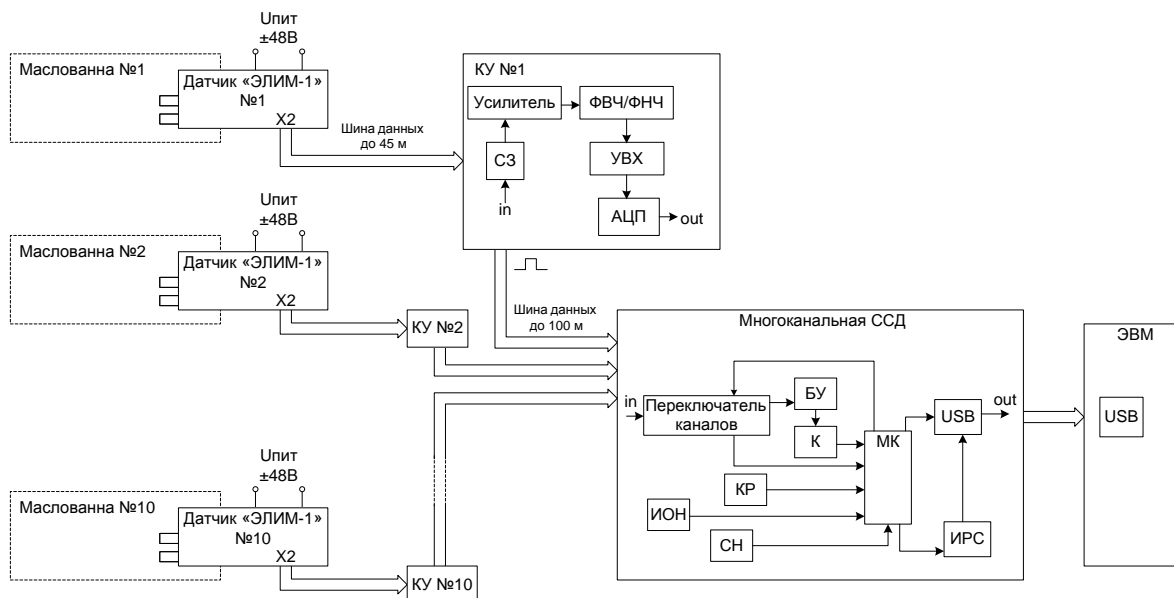 Uпит
±48В
Маслованна №1
Датчик «ЭЛИМ-1»
№1
X2
Шина данных
до 45 м
КУ №1
Усилитель
ФВЧ/ФНЧ
СЗ
УВХ
in
АЦП
out
Uпит
±48В
Маслованна №2
Датчик «ЭЛИМ-1»
№2
X2
КУ №2
Шина данных
до 100 м
Многоканальная ССД
in
Переключатель
каналов
БУ
К
МК
USB
out
КР
ИОН
СН
ИРС
ЭВМ
USB
Uпит
±48В
Маслованна №10
Датчик «ЭЛИМ-1»
№10
X2
КУ №10